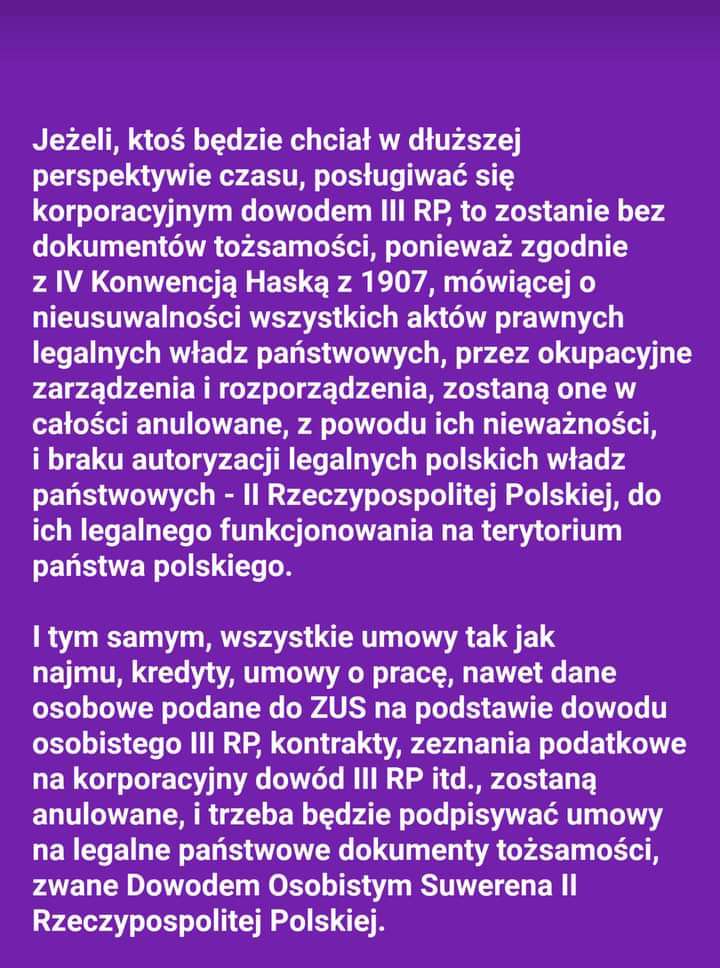 Jeżeli, ktoś będzie chciał w dłuższej
perspektywie czasu, posługiwać się
korporacyjnym dowodem III RP, to zostanie bez
dokumentów tożsamości, ponieważ zgodnie
z IV Konwencją Haską z 1907, mówiącej o
nieusuwalności wszystkich aktów prawnych
legalnych władz państwowych, przez okupacyjne
zarządzenia i rozporządzenia, zostaną one w
całości anulowane, z powodu ich nieważności,
i braku autoryzacji legalnych polskich władz
państwowych - II Rzeczypospolitej Polskiej, do
ich legalnego funkcjonowania na terytorium
państwa polskiego.
I tym samym, wszystkie umowy tak jak
najmu, kredyty, umowy o pracę, nawet dane
osobowe podane do ZUS na podstawie dowodu
osobistego III RP, kontrakty, zeznania podatkowe
na korporacyjny dowód III RP itd., zostaną
anulowane, i trzeba będzie podpisywać umowy
na legalne państwowe dokumenty tożsamości,
zwane Dowodem Osobistym Suwerena II
Rzeczypospolitej Polskiej.